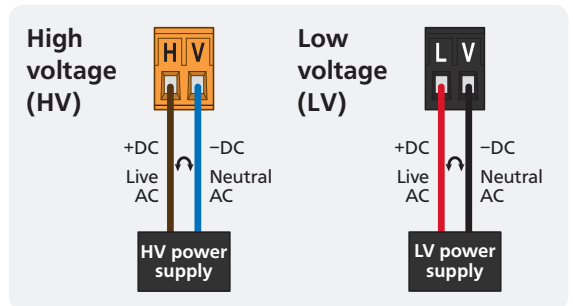 High
voltage
(HV)
H V
+DC
Live
AC
−DC
Neutral
AC
HV power
supply
Low
voltage
(LV)
L V
+DC
Live
AC
−DC
Neutral
AC
LV power
supply